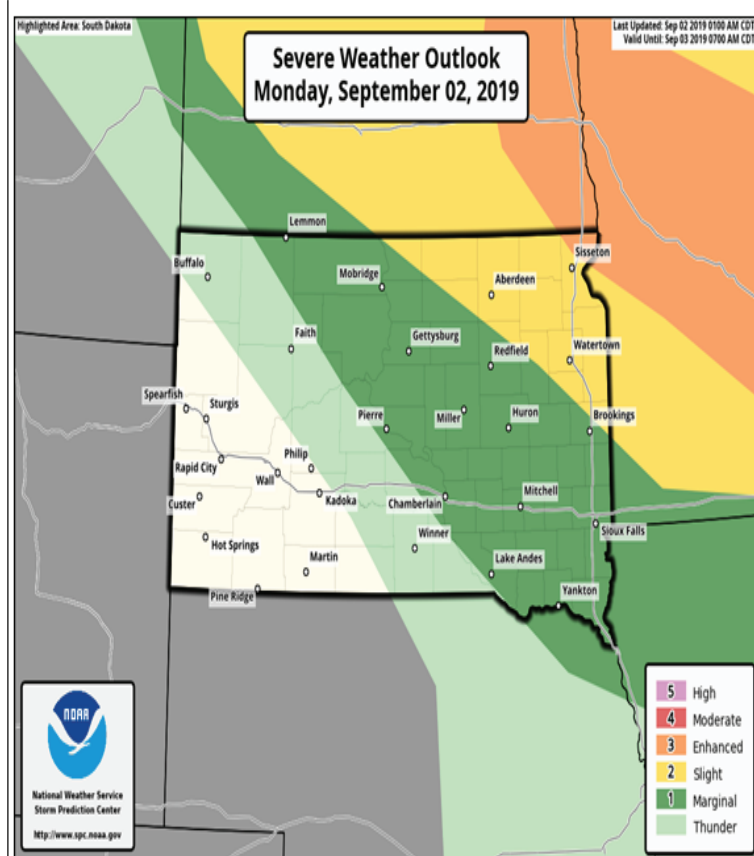 Highlighted Area: South Dakota
Last Updated: Sep 02 2019 0100 AM CDT
Valid Until: Sep 03 2019 0700 AM CDT
Severe Weather Outlook
Monday, September 02, 2019
Lemmon
Buffalo
Sisseton
Mobridge
Aberdeen
Faith
Gettysburg
Redfield
Watertown
Spearfish
Sturgis
Pierre
Miller
Huron
Brookings
Rapid City
Philip
Wall
Custer
Kadoka
Chamberlain
Mitchell
Sioux Falls
Hot Springs
Winner
Martin
Lake Andes
Pine Ridge
Yankton
NOAA
National Weather Service
Storm Prediction Center
http://www.spc.noaa.gov
5 High
4 Moderate
3 Enhanced
2 Slight
1 Marginal
Thunder